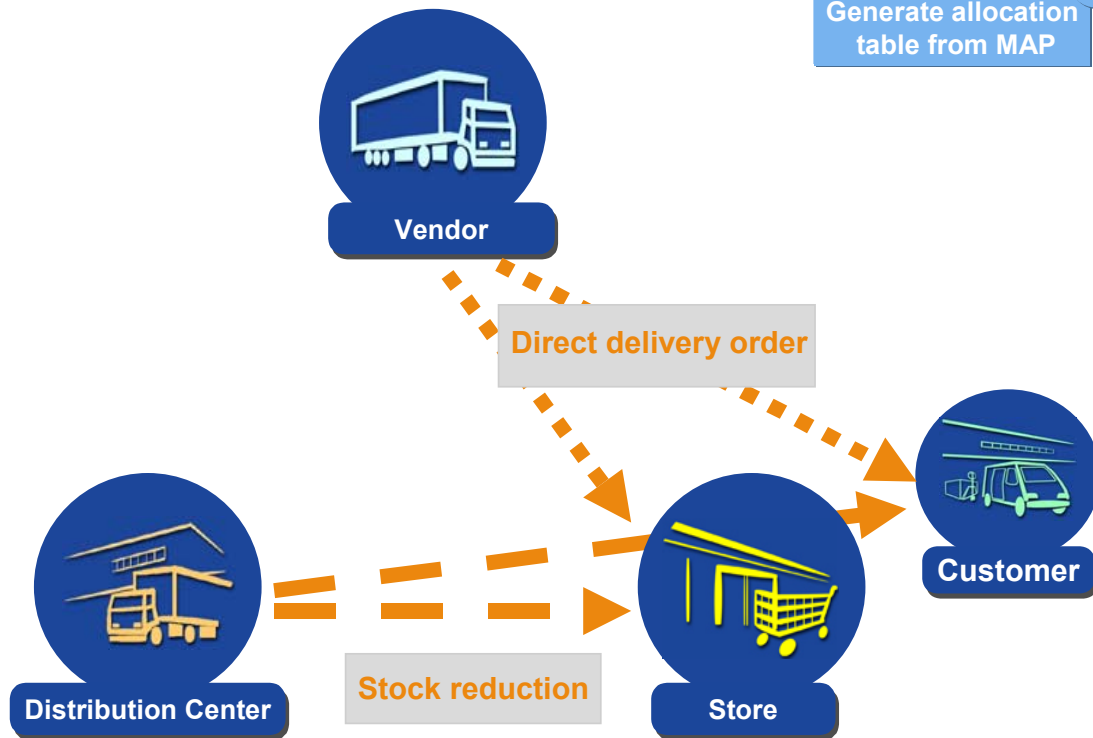 Generate allocation
table from MAP
Vendor
Direct delivery order
Customer
Stock reduction
Distribution Center
Store